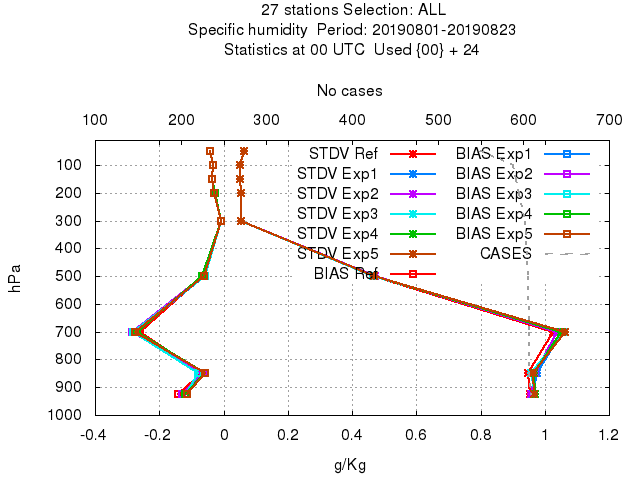 27 stations Selection: ALL
Specific humidity  Period: 20190801-20190823
Statistics at 00 UTC  Used {00} + 24
No cases
100 200 300 400 500 600 700
STDV Ref BIAS Exp1
STDV Exp1 BIAS Exp2
STDV Exp2 BIAS Exp3
STDV Exp3 BIAS Exp4
STDV Exp4 BIAS Exp5
STDV Exp5 CASES
BIAS Ref
hPa
100
200
300
400
500
600
700
800
900
1000
-0.4 -0.2 0 0.2 0.4 0.6 0.8 1 1.2
g/Kg